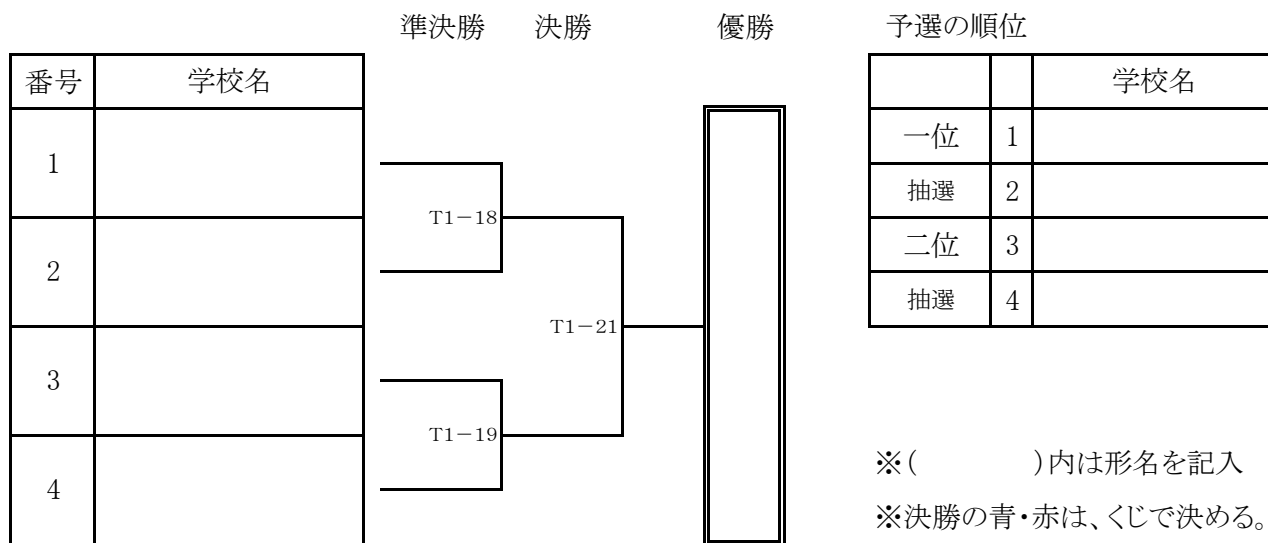 準決勝 決勝 優勝 予選の順位
番号 学校名
1
2
3
4
T1-18
T1-21
T1-19
学校名
一位 1
抽選 2
二位 3
抽選 4
※( )内は形名を記入
※決勝の青・赤は、くじで決める。